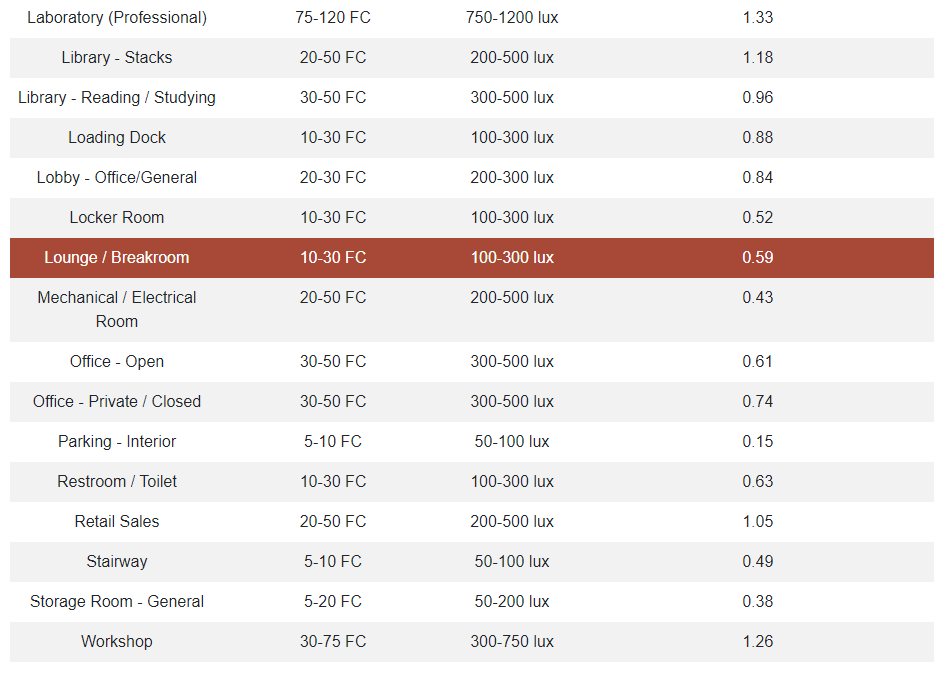 Laboratory (Professional) 75-120 FC 750-1200 lux 1.33
Library - Stacks 20-50 FC 200-500 lux 1.18
Library - Reading / Studying 30-50 FC 300-500 lux 0.96
Loading Dock 10-30 FC 100-300 lux 0.88
Lobby - Office/General 20-30 FC 200-300 lux 0.84
Locker Room 10-30 FC 100-300 lux 0.52
Lounge / Breakroom 10-30 FC 100-300 lux 0.59
Mechanical / Electrical 20-50 FC 200-500 lux 0.43
Room
Office - Open 30-50 FC 300-500 lux 0.61
Office - Private / Closed 30-50 FC 300-500 lux 0.74
Parking - Interior 5-10 FC 50-100 lux 0.15
Restroom / Toilet 10-30 FC 100-300 lux 0.63
Retail Sales 20-50 FC 200-500 lux 1.05
Stairway 5-10 FC 50-100 lux 0.49
Storage Room - General 5-20 FC 50-200 lux 0.38
Workshop 30-75 FC 300-750 lux 1.26